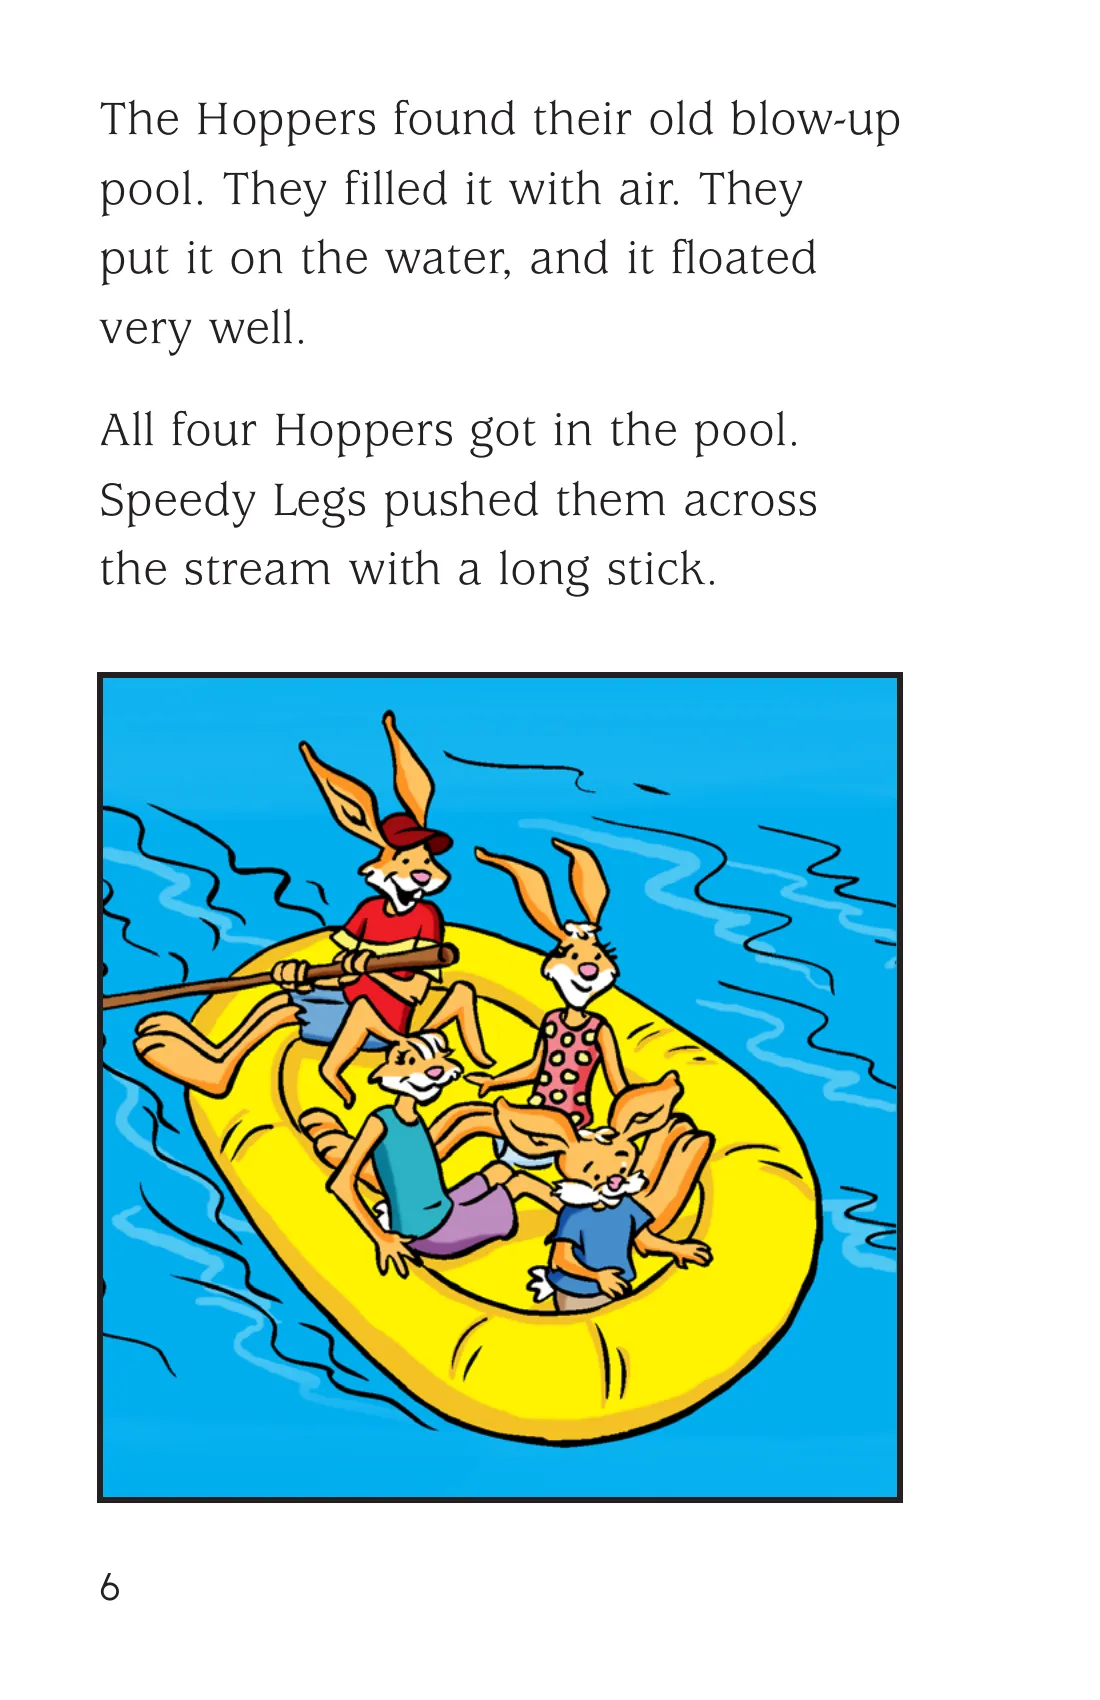 The Hoppers found their old blow-up
pool. They filled it with air. They
put it on the water, and it floated
very well.
All four Hoppers got in the pool.
Speedy Legs pushed them across
the stream with a long stick.
6